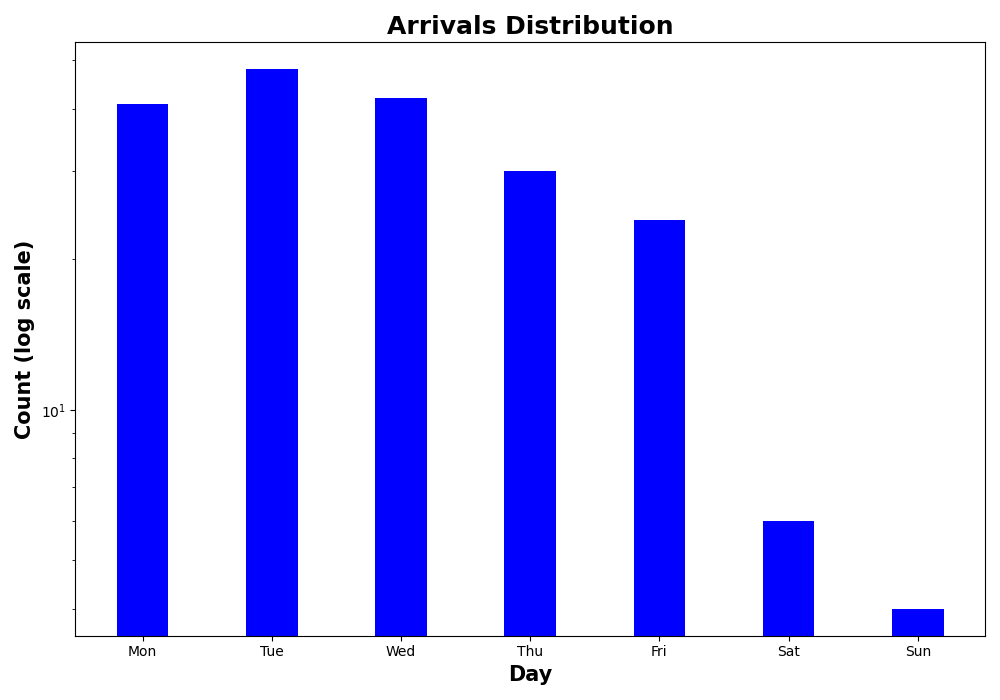 Arrivals Distribution
Count (log scale)
10¹
Mon Tue Wed Thu Fri Sat Sun
Day